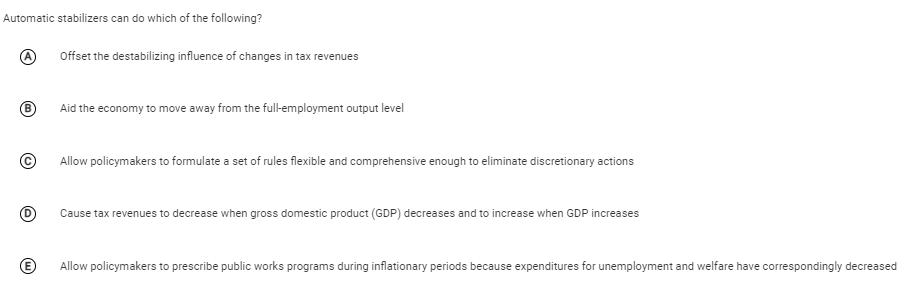 Automatic stabilizers can do which of the following?
A Offset the destabilizing influence of changes in tax revenues
B Aid the economy to move away from the full-employment output level
C Allow policymakers to formulate a set of rules flexible and comprehensive enough to eliminate discretionary actions
D Cause tax revenues to decrease when gross domestic product (GDP) decreases and to increase when GDP increases
E Allow policymakers to prescribe public works programs during inflationary periods because expenditures for unemployment and welfare have correspondingly decreased